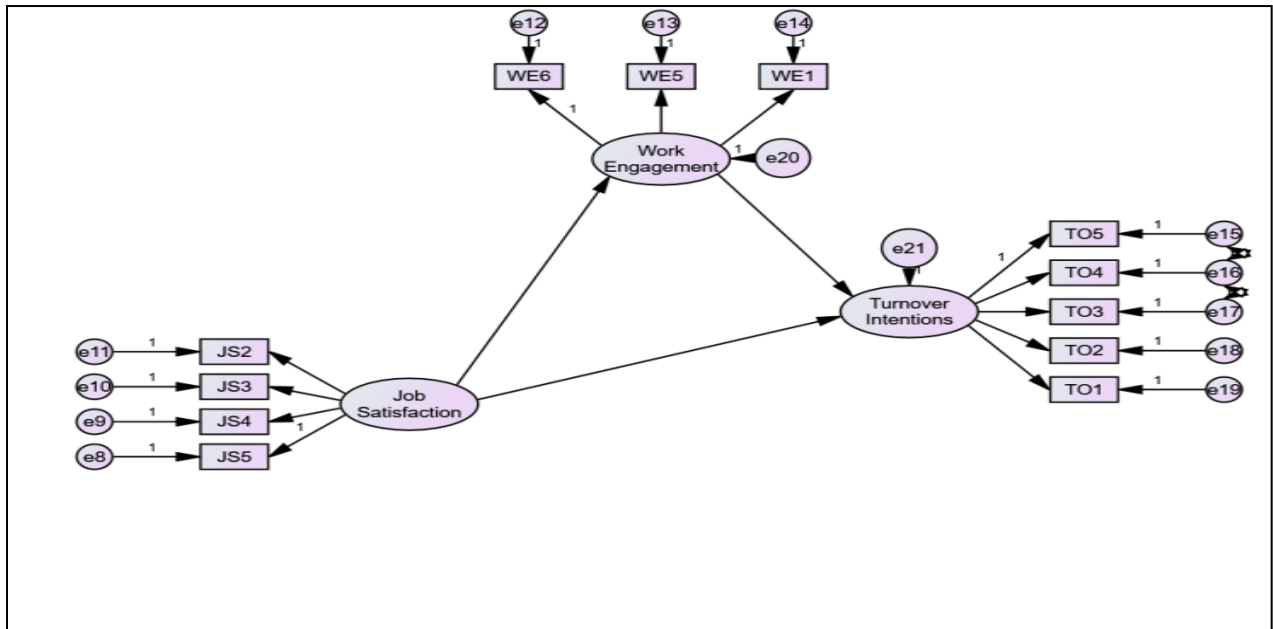 e12
e13
e14
1
1
1
WE6
WE5
WE1
1
Work
Engagement
1
e20
e21
1
TO5
1
e15
1
TO4
1
e16
Turnover
Intentions
TO3
1
e17
TO2
1
e18
TO1
1
e19
e11
1
JS2
e10
1
JS3
e9
1
JS4
e8
1
JS5
1
Job
Satisfaction